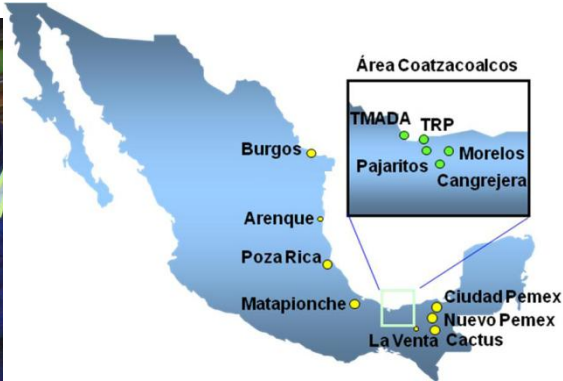 Área Coatzacoalcos
TMADA
TRP
Burgos
Pajaritos
Morelos
Cangrejera
Arenque
Poza Rica
Matapionche
Ciudad Pemex
Nuevo Pemex
La Venta
Cactus